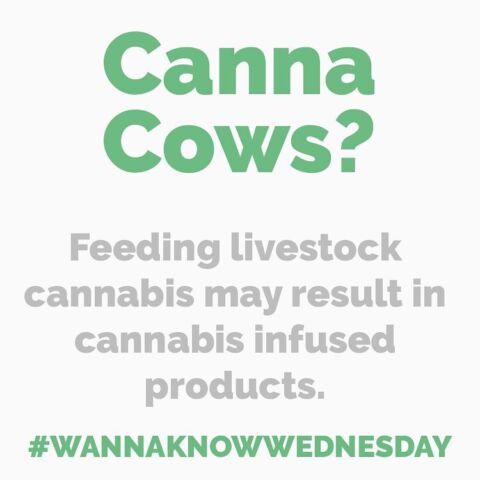 Canna
Cows?
Feeding livestock
cannabis may result in
cannabis infused
products.
#WANNAKNOWWEDNESDAY